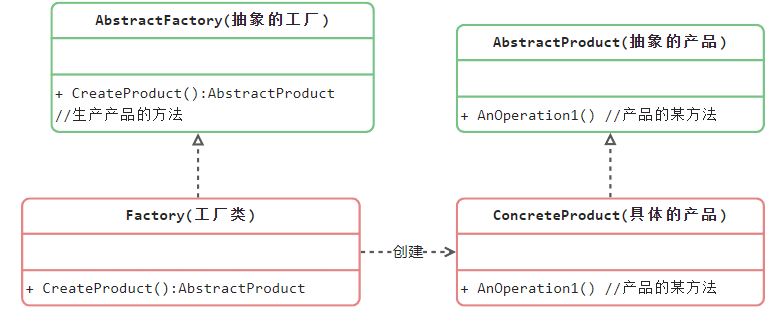 AbstractFactory(抽象的工厂)
+ CreateProduct():AbstractProduct
//生产产品的方法
AbstractProduct(抽象的产品)
+ AnOperation1() //产品的某方法
Factory(工厂类)
+ CreateProduct():AbstractProduct
创建
ConcreteProduct(具体的产品)
+ AnOperation1() //产品的某方法